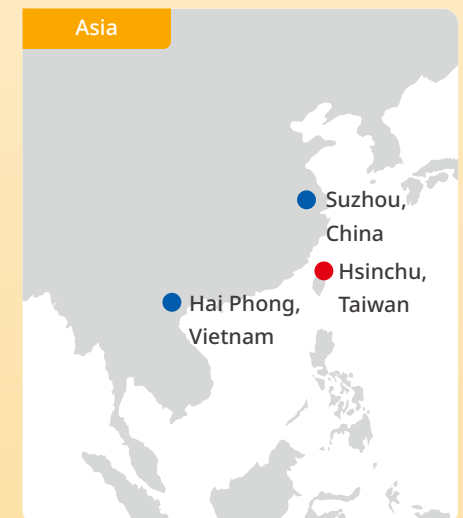 Asia
Suzhou,
China
Hsinchu,
Taiwan
Hai Phong,
Vietnam